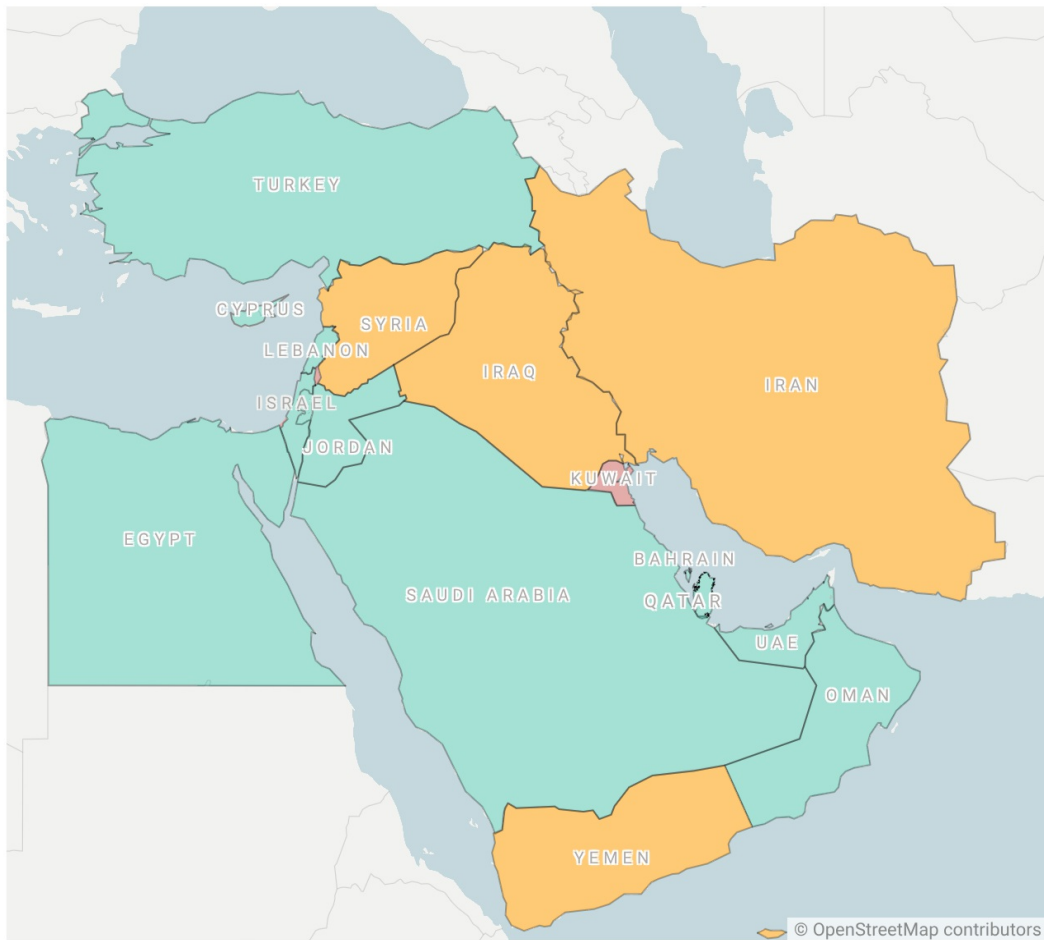 TURKEY
CYPRUS
SYRIA
LEBANON
IRAQ
IRAN
ISRAEL
JORDAN
KUWAIT
EGYPT
BAHRAIN
SAUDI ARABIA
QATAR
UAE
OMAN
YEMEN
© OpenStreetMap contributors